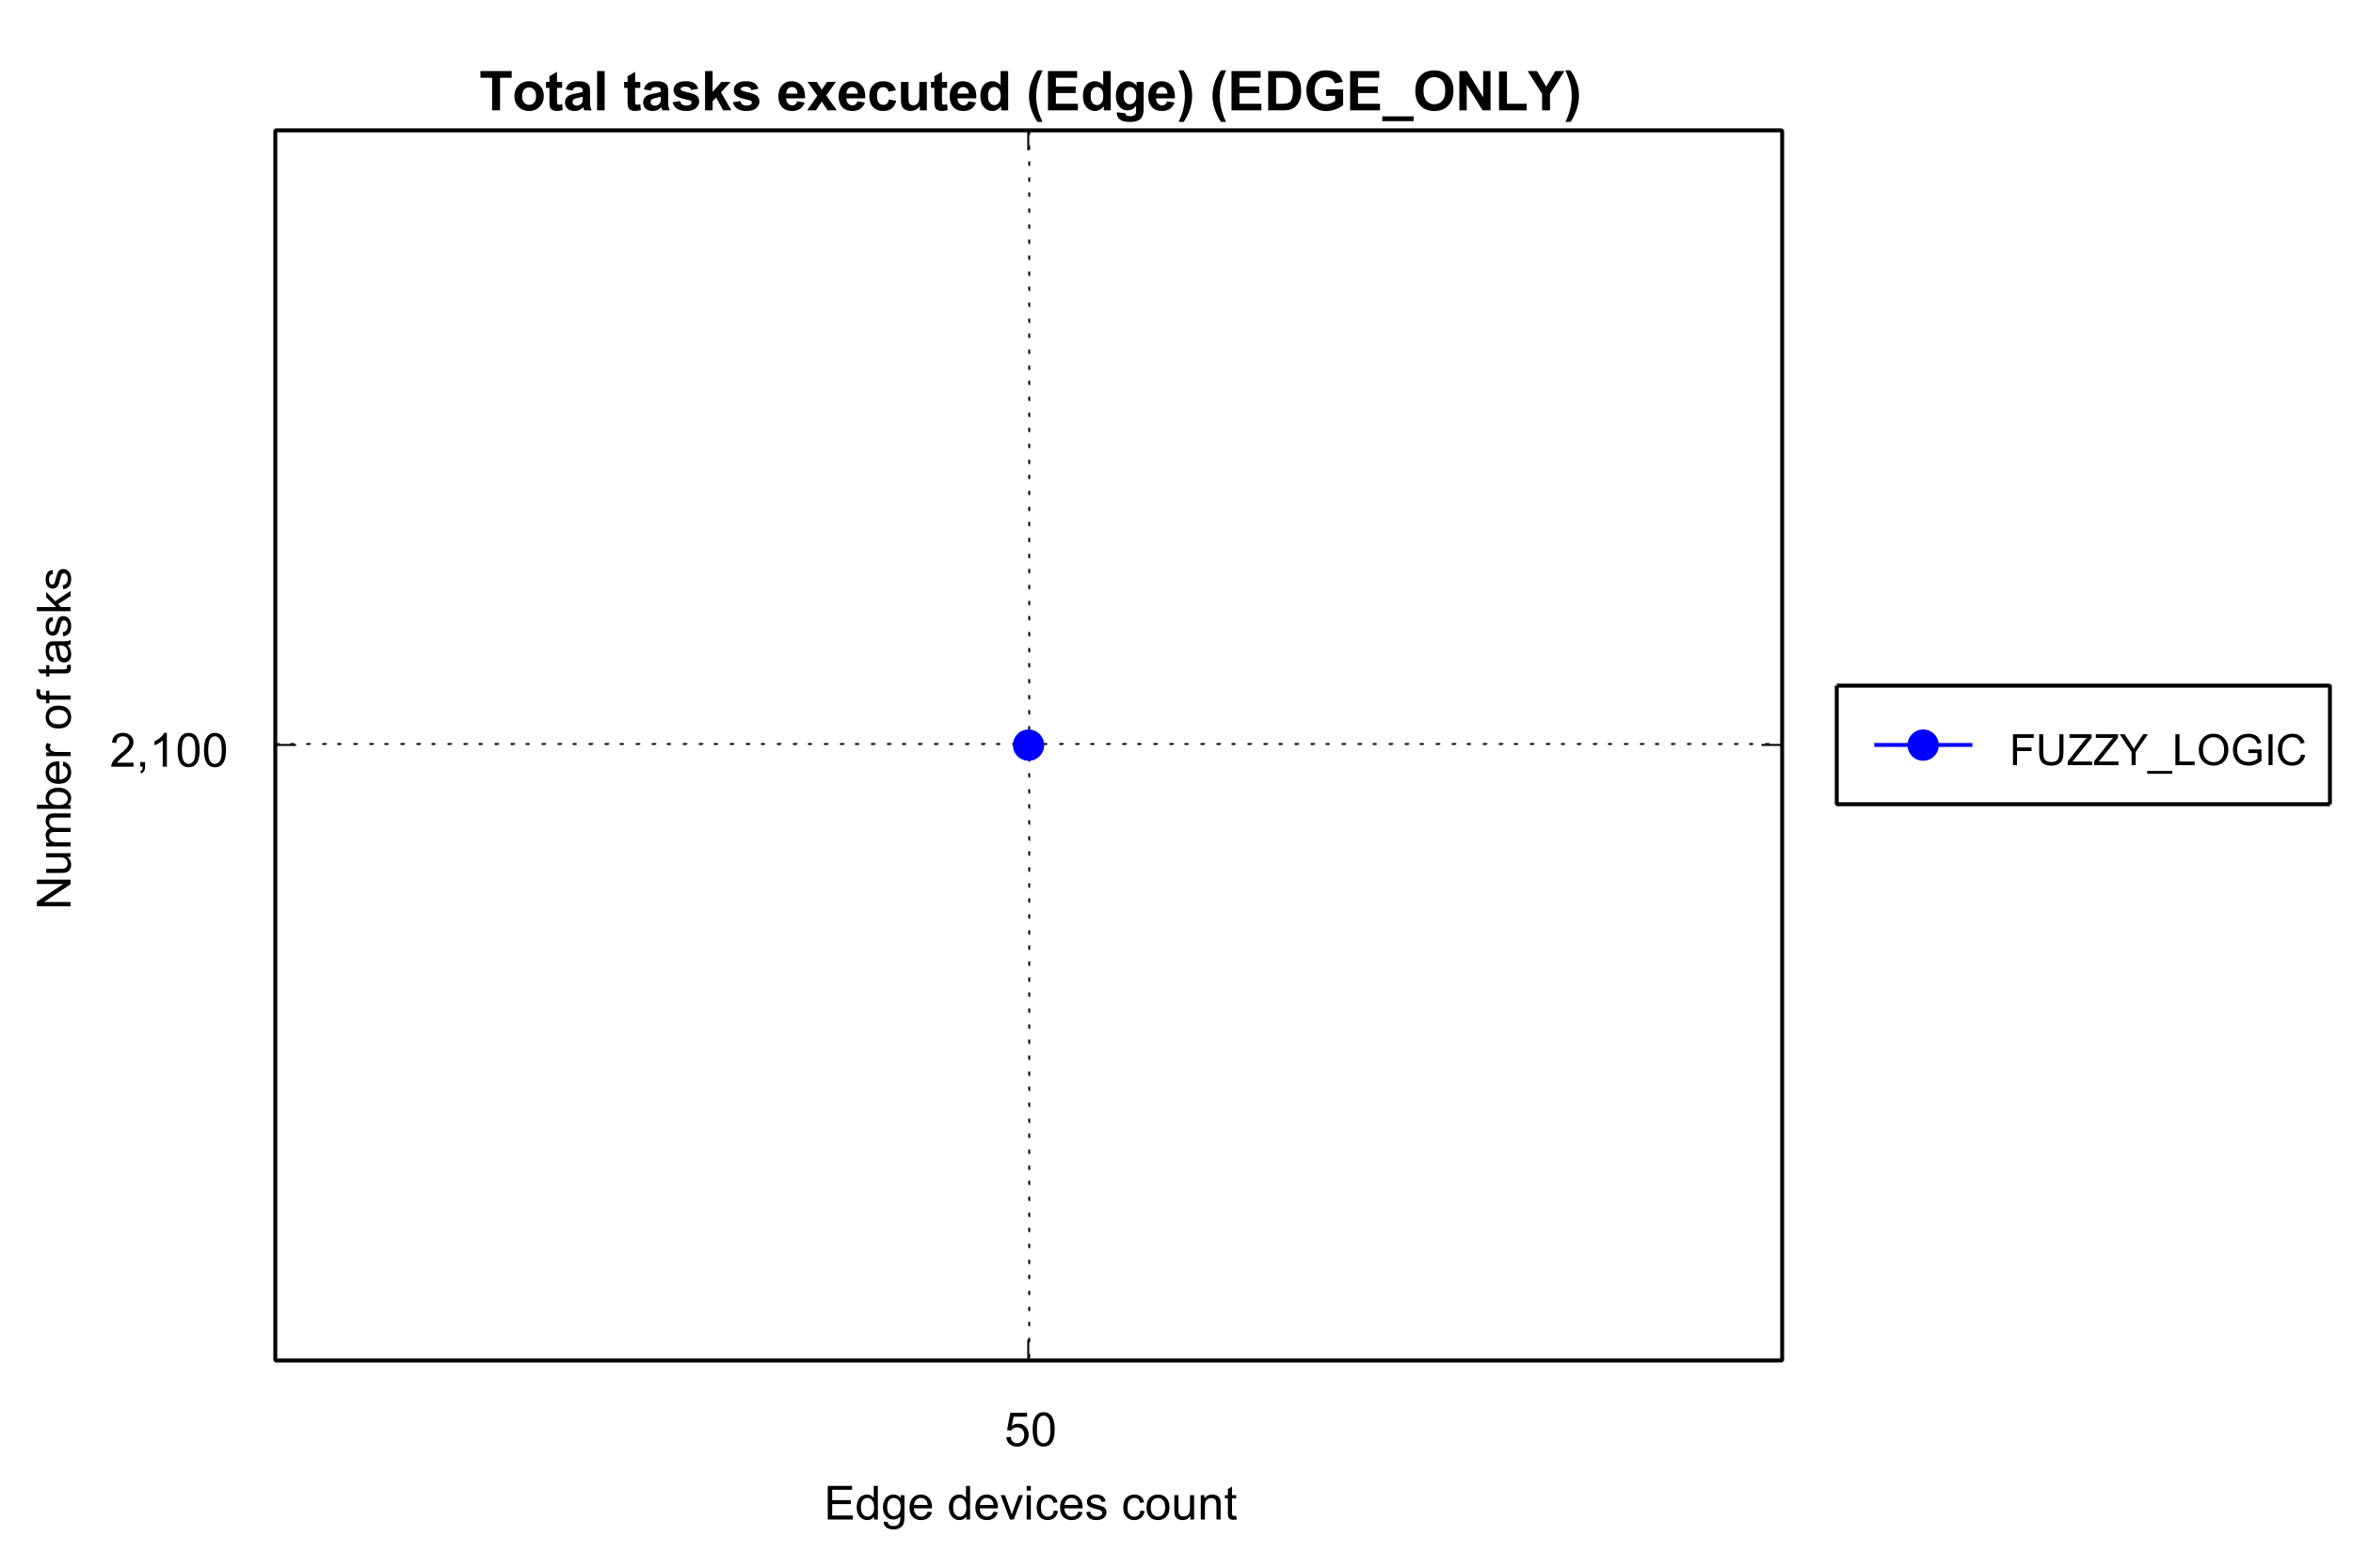 Total tasks executed (Edge) (EDGE_ONLY)
Number of tasks
2,100
FUZZY_LOGIC
50
Edge devices count